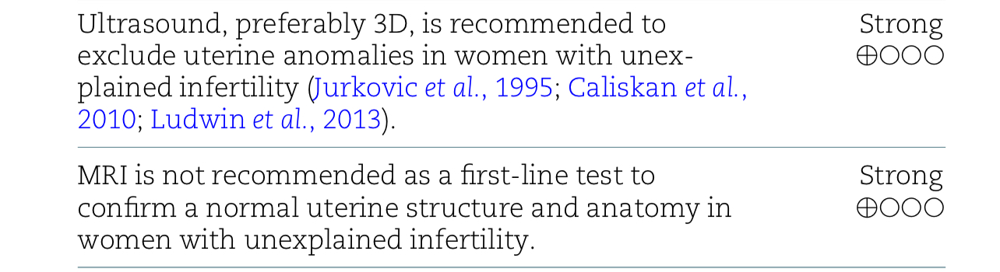 Ultrasound, preferably 3D, is recommended to Strong
exclude uterine anomalies in women with unex- ⊕○○○
plained infertility (Jurkovic et al., 1995; Caliskan et al.,
2010; Ludwin et al., 2013).
MRI is not recommended as a first-line test to Strong
confirm a normal uterine structure and anatomy in ⊕○○○
women with unexplained infertility.